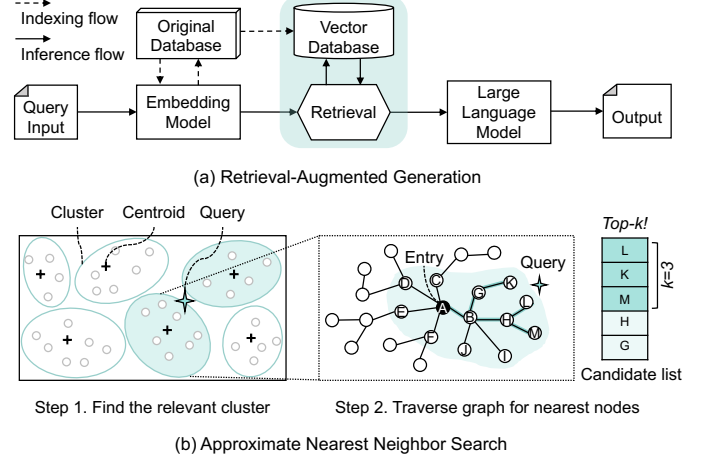 Indexing flow
Inference flow
Original
Database
Vector
Database
Query
Input
Embedding
Model
Retrieval
Large
Language
Model
Output
(a) Retrieval-Augmented Generation
Cluster
Centroid
Query
Top-k!
Entry
Query
D
C
G
K
E
A
B
H
L
F
J
I
M
L
K
M
H
G
k=3
Candidate list
Step 1. Find the relevant cluster
Step 2. Traverse graph for nearest nodes
(b) Approximate Nearest Neighbor Search